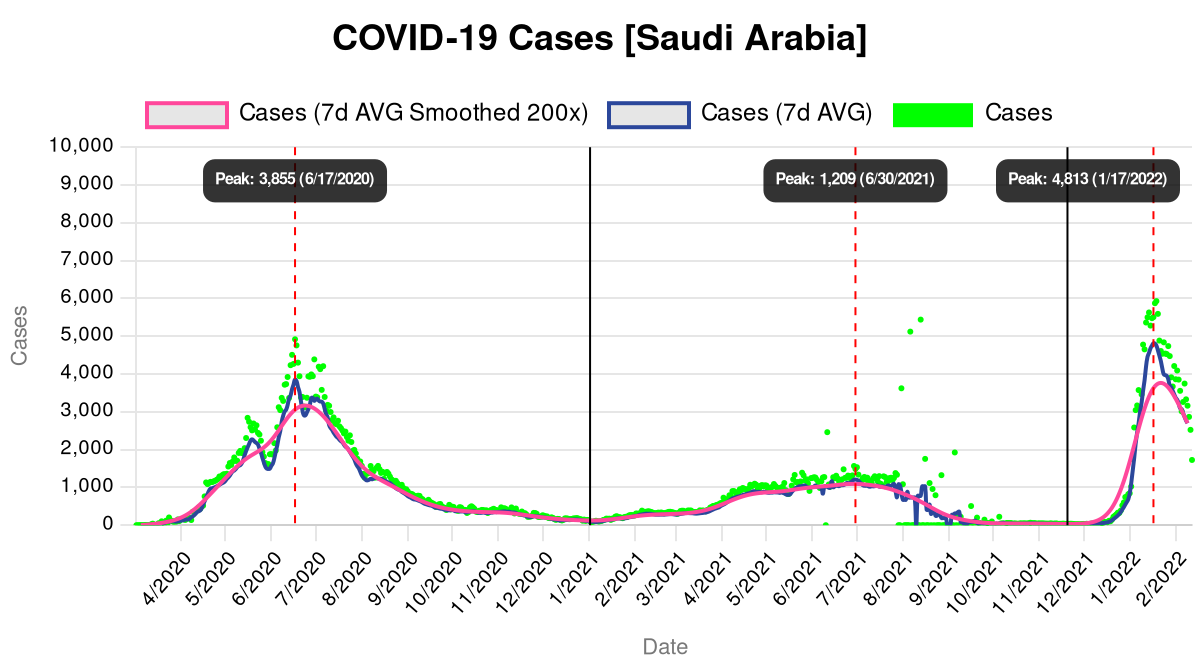 COVID-19 Cases [Saudi Arabia]
Cases (7d AVG Smoothed 200x) Cases (7d AVG) Cases
10,000
9,000
8,000
7,000
6,000
5,000
4,000
3,000
2,000
1,000
0
Cases
Peak: 3,855 (6/17/2020) Peak: 1,209 (6/30/2021) Peak: 4,813 (1/17/2022)
4/2020 5/2020 6/2020 7/2020 8/2020 9/2020 10/2020 11/2020 12/2020 1/2021 2/2021 3/2021 4/2021 5/2021 6/2021 7/2021 8/2021 9/2021 10/2021 11/2021 12/2021 1/2022 2/2022
Date